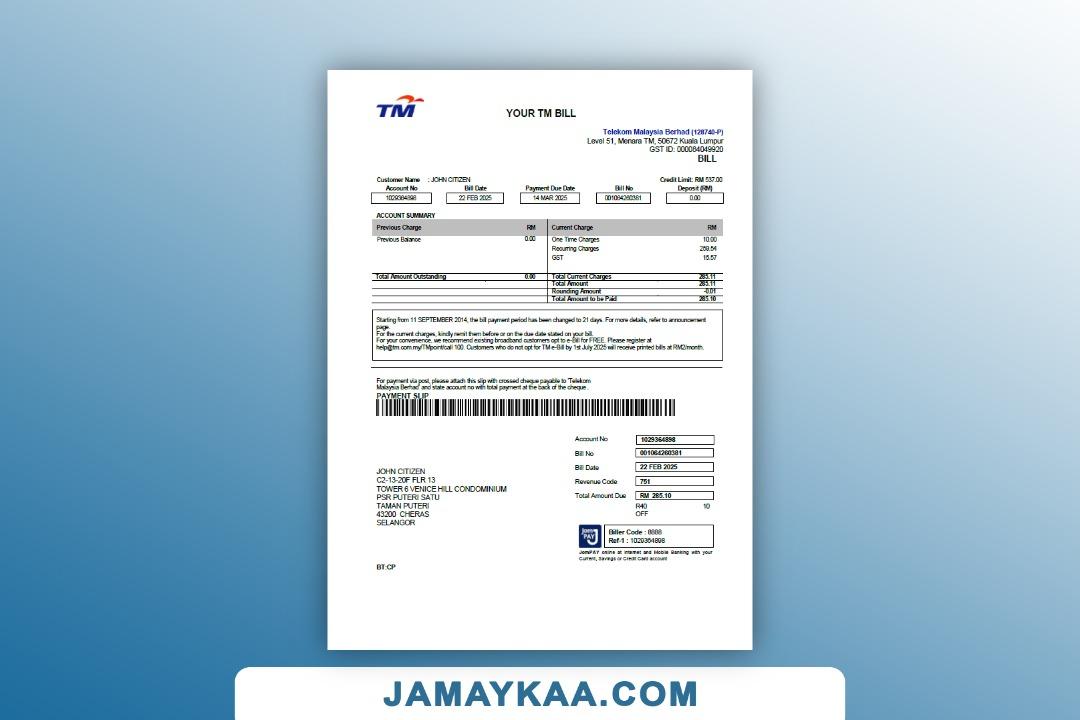 TM
YOUR TM BILL
Telekom Malaysia Berhad (128740-P)
Level 51, Menara TM, 50672 Kuala Lumpur
GST ID: 000084049920
BILL
Customer Name : JOHN CITIZEN Credit Limit: RM 537.00
Account No Bill Date Payment Due Date Bill No Deposit (RM)
1029364898 22 FEB 2025 14 MAR 2025 001064260381 0.00
ACCOUNT SUMMARY
Previous Charge RM Current Charge RM
Previous Balance 0.00 One Time Charges 10.00
Recurring Charges 259.54
GST 15.57
Total Amount Outstanding 0.00 Total Current Charges 285.11
Total Amount 285.11
Rounding Amount -0.01
Total Amount to be Paid 285.10
Starting from 11 SEPTEMBER 2014, the bill payment period has been changed to 21 days. For more details, refer to announcement
page.
For the current charges, kindly remit them before or on the due date stated on your bill.
For your convenience, we recommend existing broadband customers opt to e-Bill for FREE. Please register at
help@tm.com.my/TMpoint/call 100. Customers who do not opt for TM e-Bill by 1st July 2025 will receive printed bills at RM2/month.
For payment via post, please attach this slip with crossed cheque payable to 'Telekom
Malaysia Berhad' and state account no with total payment at the back of the cheque .
PAYMENT SLIP
Account No 1029364898
Bill No 001064260381
Bill Date 22 FEB 2025
Revenue Code 751
Total Amount Due RM 285.10
R40 10
OFF
JOHN CITIZEN
C2-13-20F FLR 13
TOWER 6 VENICE HILL CONDOMINIUM
PSR PUTERI SATU
TAMAN PUTERI
43200 CHERAS
SELANGOR
Jom
PAY
Biller Code : 8888
Ref-1 : 1029364898
JomPAY online at Internet and Mobile Banking with your
Current, Savings or Credit Card account
BT:CP
JAMAYKAA.COM